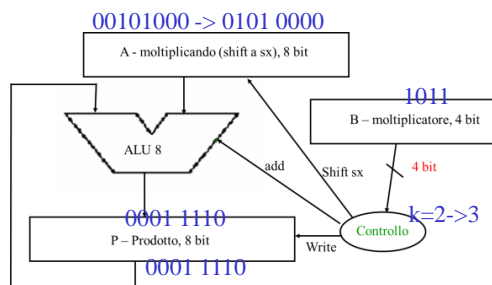 00101000 -> 0101 0000
A - moltiplicando (shift a sx), 8 bit
1011
B – moltiplicatore, 4 bit
ALU 8
add
Shift sx
4 bit
k=2->3
Controllo
0001 1110
P – Prodotto, 8 bit
Write
0001 1110